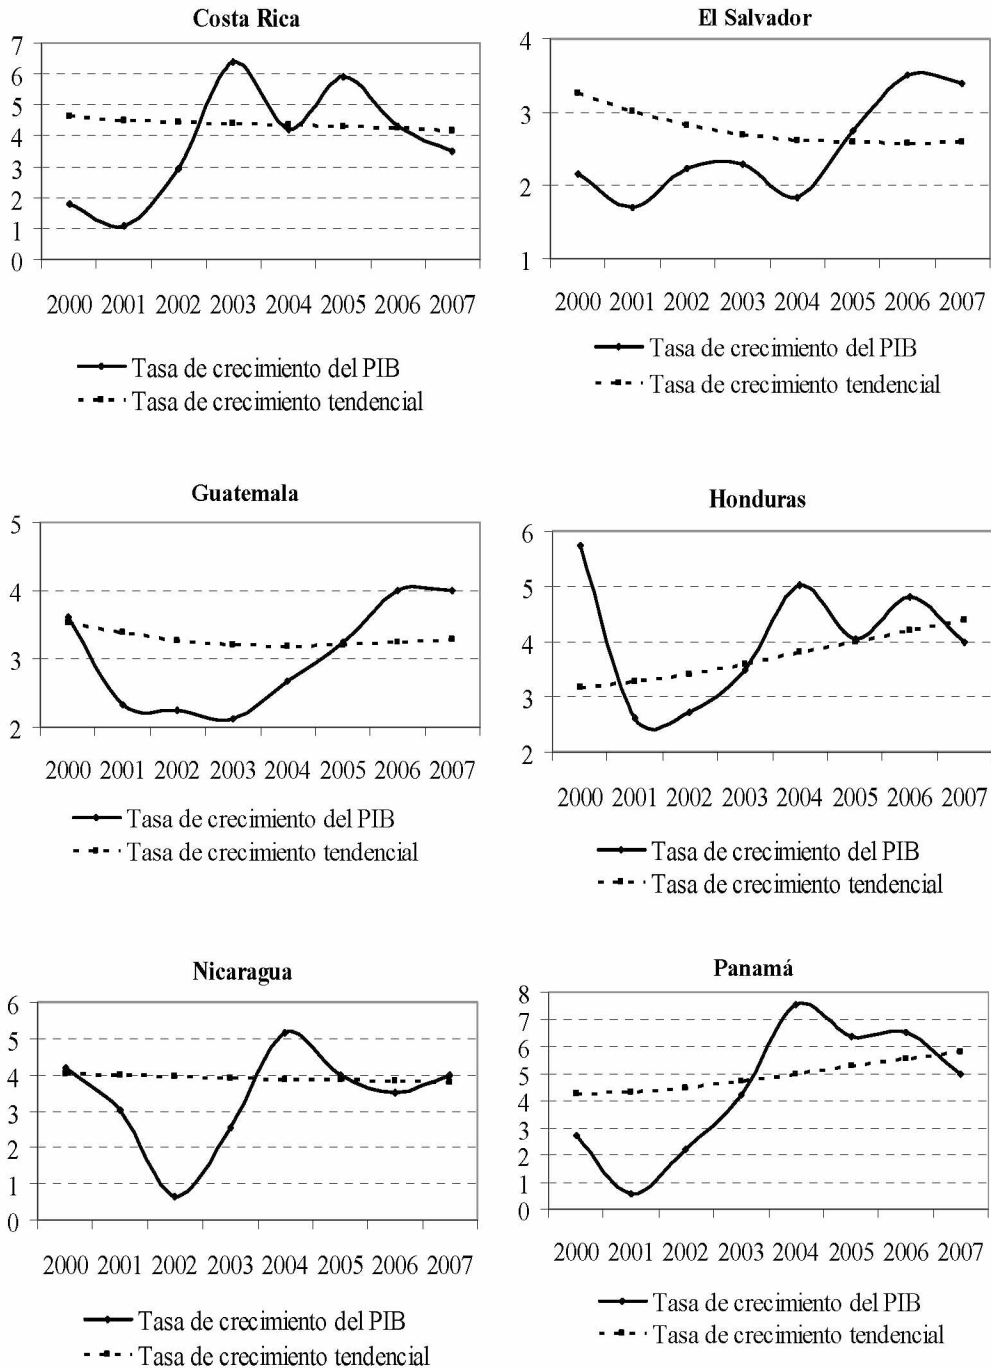 Costa Rica
7
6
5
4
3
2
1
0
2000 2001 2002 2003 2004 2005 2006 2007
Tasa de crecimiento del PIB
Tasa de crecimiento tendencial
El Salvador
4
3
2
1
2000 2001 2002 2003 2004 2005 2006 2007
Tasa de crecimiento del PIB
Tasa de crecimiento tendencial
Guatemala
5
4
3
2
2000 2001 2002 2003 2004 2005 2006 2007
Tasa de crecimiento del PIB
Tasa de crecimiento tendencial
Honduras
6
5
4
3
2
2000 2001 2002 2003 2004 2005 2006 2007
Tasa de crecimiento del PIB
Tasa de crecimiento tendencial
Nicaragua
6
5
4
3
2
1
0
2000 2001 2002 2003 2004 2005 2006 2007
Tasa de crecimiento del PIB
Tasa de crecimiento tendencial
Panamá
8
7
6
5
4
3
2
1
0
2000 2001 2002 2003 2004 2005 2006 2007
Tasa de crecimiento del PIB
Tasa de crecimiento tendencial